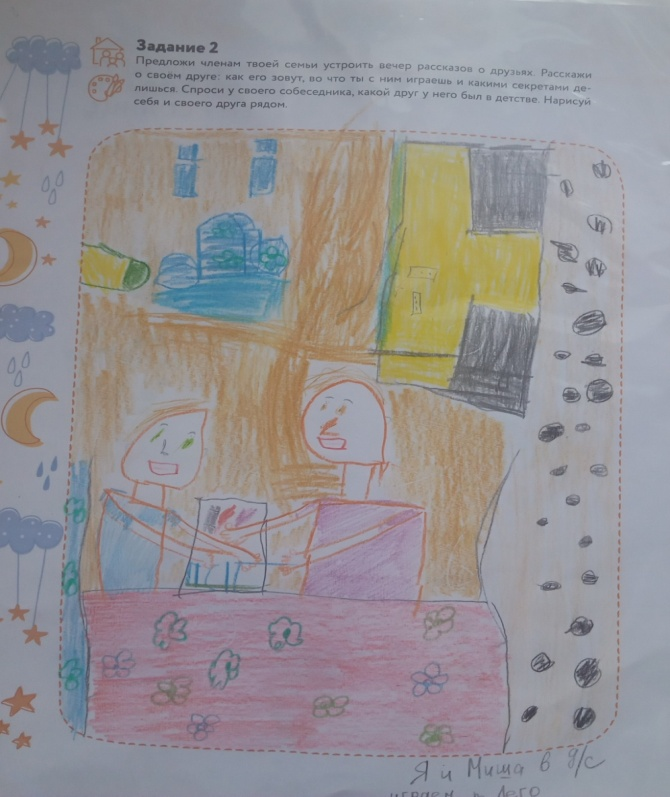 Задание 2
Предложи членам твоей семьи устроить вечер рассказов о друзьях. Расскажи
о своём друге: как его зовут, во что ты с ним играешь и какими секретами де-
лишься. Спроси у своего собеседника, какой друг у него был в детстве. Нарисуй
себя и своего друга рядом.
Я и Миша в д/с
играем в Лего